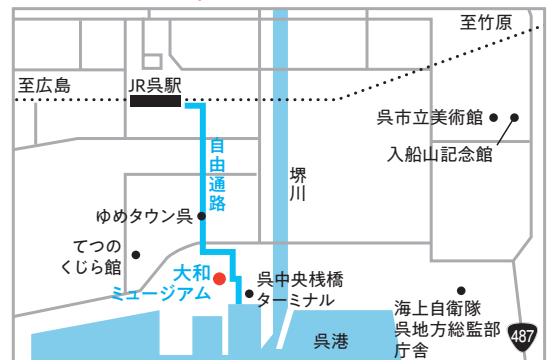 至竹原
至広島
JR呉駅
呉市立美術館
入船山記念館
自由通路
堺川
ゆめタウン呉
てつの
くじら館
大和
ミュージアム
呉中央桟橋
ターミナル
海上自衛隊
呉地方総監部
庁舎
呉港
487